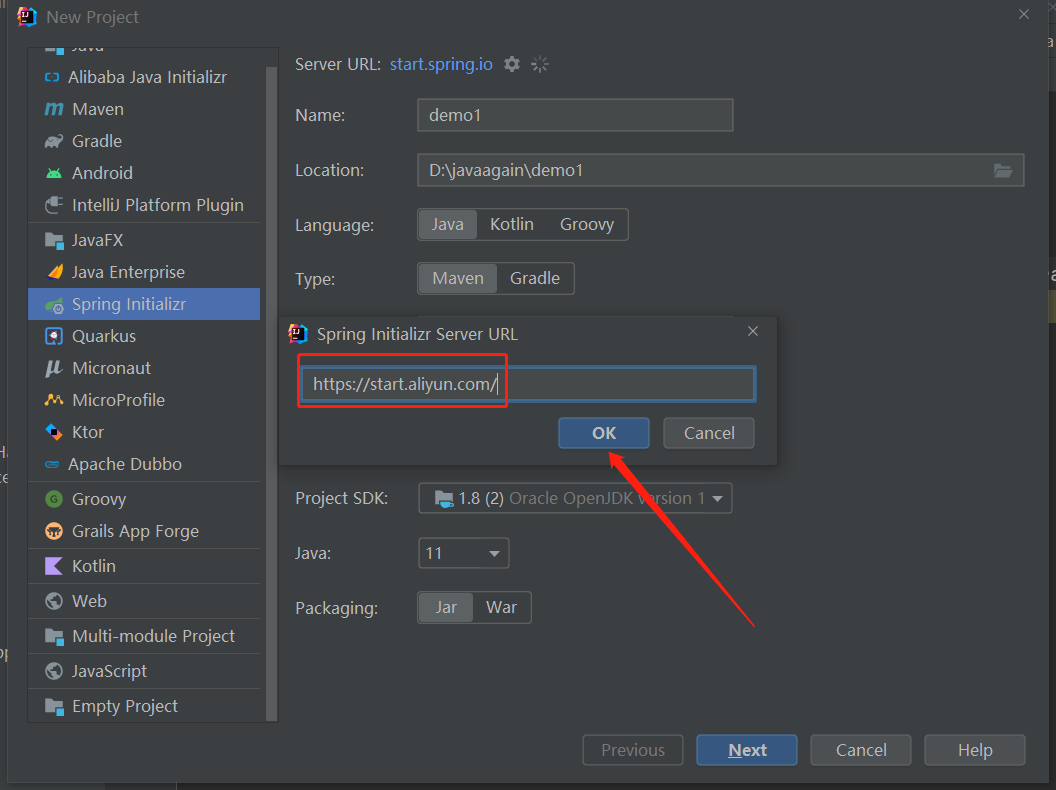 New Project
Java
Alibaba Java Initializr
Maven
Gradle
Android
IntelliJ Platform Plugin
JavaFX
Java Enterprise
Spring Initializr
Quarkus
Micronaut
MicroProfile
Ktor
Apache Dubbo
Groovy
Grails App Forge
Kotlin
Web
Multi-module Project
JavaScript
Empty Project
Server URL: start.spring.io
Name: demo1
Location: D:\javaagain\demo1
Language: Java Kotlin Groovy
Type: Maven Gradle
Spring Initializr Server URL
https://start.aliyun.com/
OK Cancel
Project SDK: 1.8 (2) Oracle OpenJDK version 1
Java: 11
Packaging: Jar War
Previous Next Cancel Help